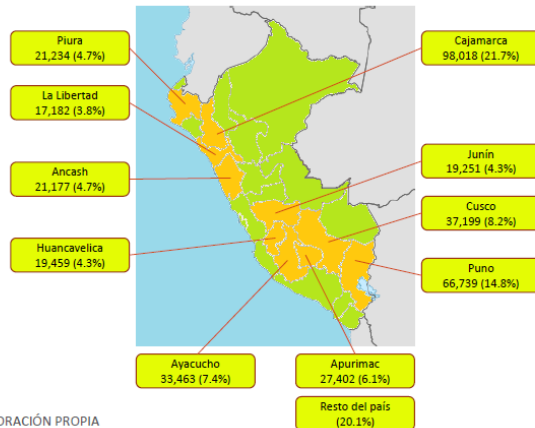 Piura
21,234 (4.7%)
Cajamarca
98,018 (21.7%)
La Libertad
17,182 (3.8%)
Ancash
21,177 (4.7%)
Junín
19,251 (4.3%)
Cusco
37,199 (8.2%)
Huancavelica
19,459 (4.3%)
Puno
66,739 (14.8%)
Ayacucho
33,463 (7.4%)
Apurimac
27,402 (6.1%)
Resto del país
(20.1%)
ORACIÓN PROPIA